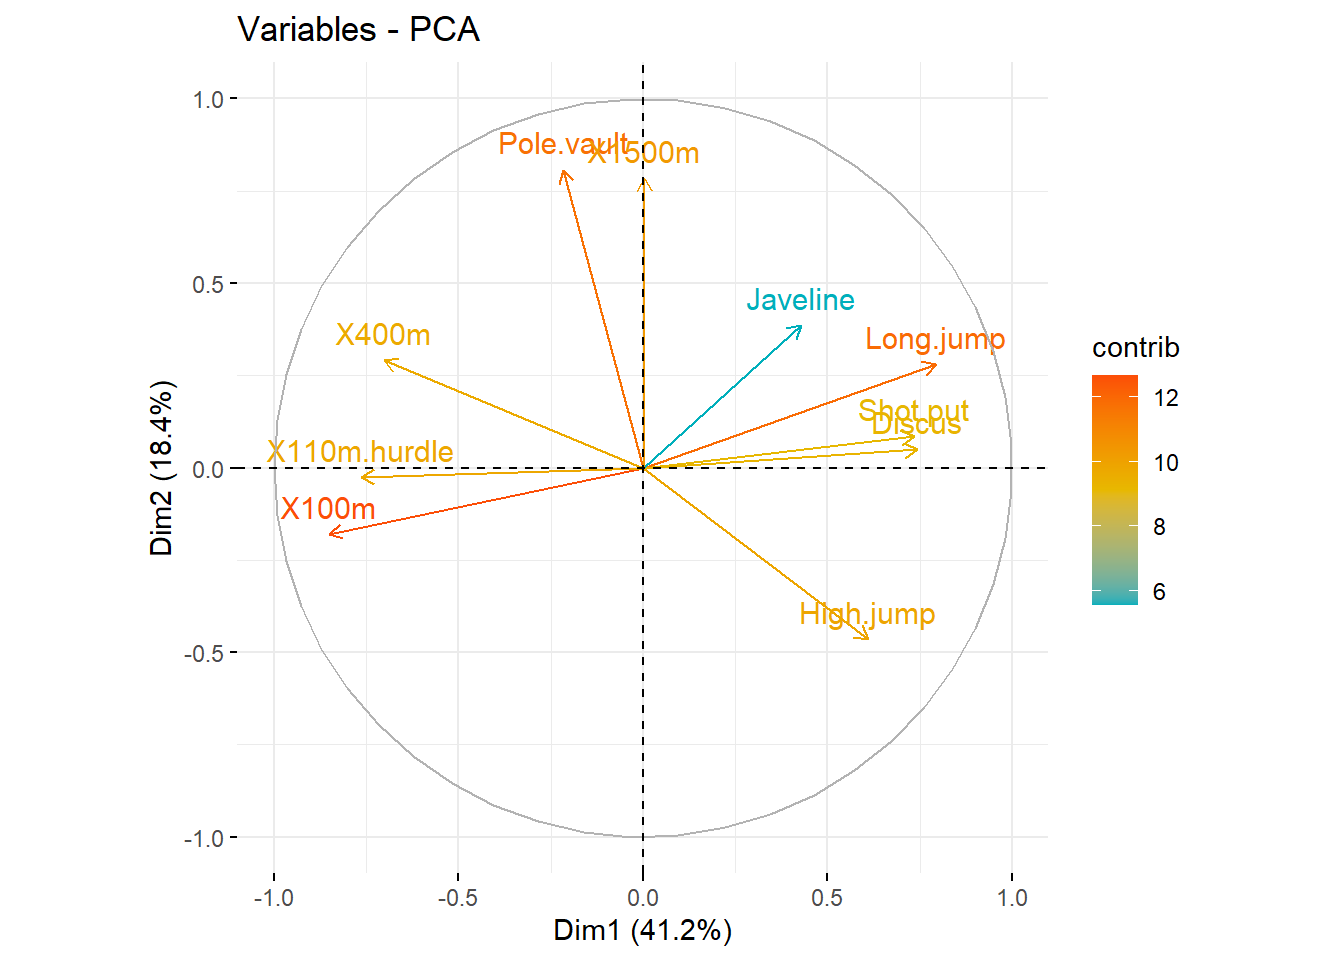 Variables - PCA
1.0
Pole.vault
X1500m
0.5
Javeline
X400m
Long.jump
Shot.put
Discus
X110m.hurdle
0.0
X100m
High.jump
-0.5
-1.0
-1.0 -0.5 0.0 0.5 1.0
Dim1 (41.2%)
Dim2 (18.4%)
contrib
12
10
8
6